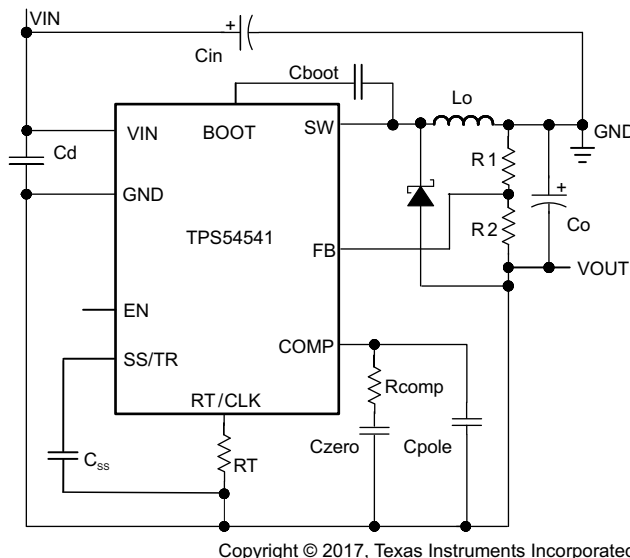 VIN
+
Cin
Cboot
Lo
VIN
BOOT
SW
GND
Cd
R1
GND
+
TPS54541
R2
Co
FB
VOUT
EN
COMP
SS/TR
Rcomp
RT/CLK
Czero
Cpole
Css
RT
Copyright © 2017, Texas Instruments Incorporated